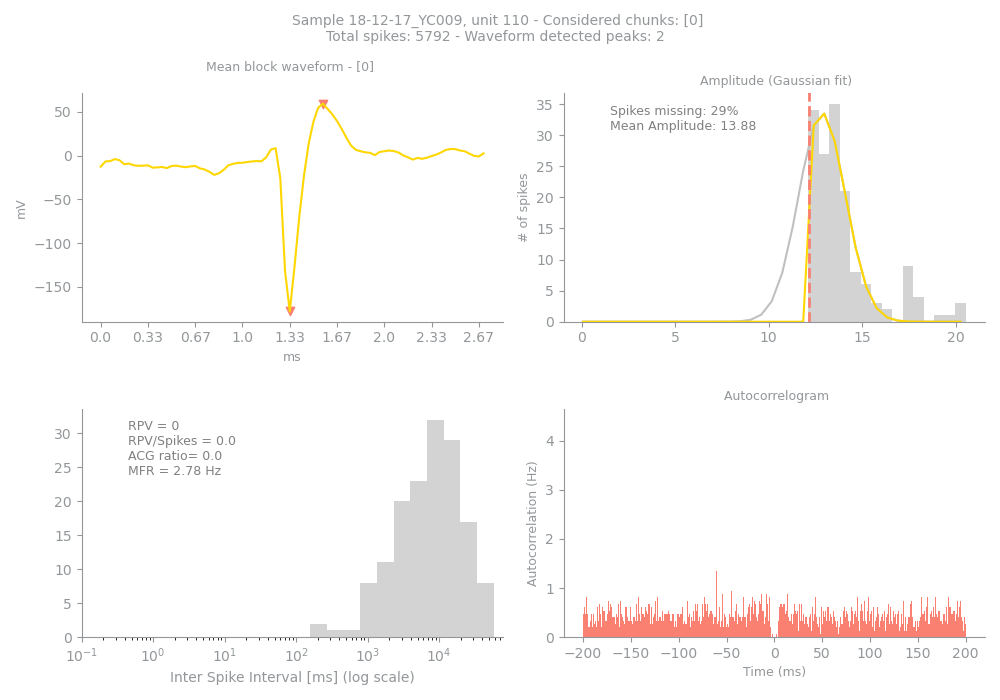 Sample 18-12-17_YC009, unit 110 - Considered chunks: [0]
Total spikes: 5792 - Waveform detected peaks: 2
Mean block waveform - [0]
50
0
−50
−100
−150
mV
0.0 0.33 0.67 1.0 1.33 1.67 2.0 2.33 2.67
ms
Amplitude (Gaussian fit)
Spikes missing: 29%
Mean Amplitude: 13.88
35
30
25
20
15
10
5
0
# of spikes
0 5 10 15 20
RPV = 0
RPV/Spikes = 0.0
ACG ratio= 0.0
MFR = 2.78 Hz
30
25
20
15
10
5
0
10⁻¹ 10⁰ 10¹ 10² 10³ 10⁴
Inter Spike Interval [ms] (log scale)
Autocorrelogram
4
3
2
1
0
Autocorrelation (Hz)
−200 −150 −100 −50 0 50 100 150 200
Time (ms)